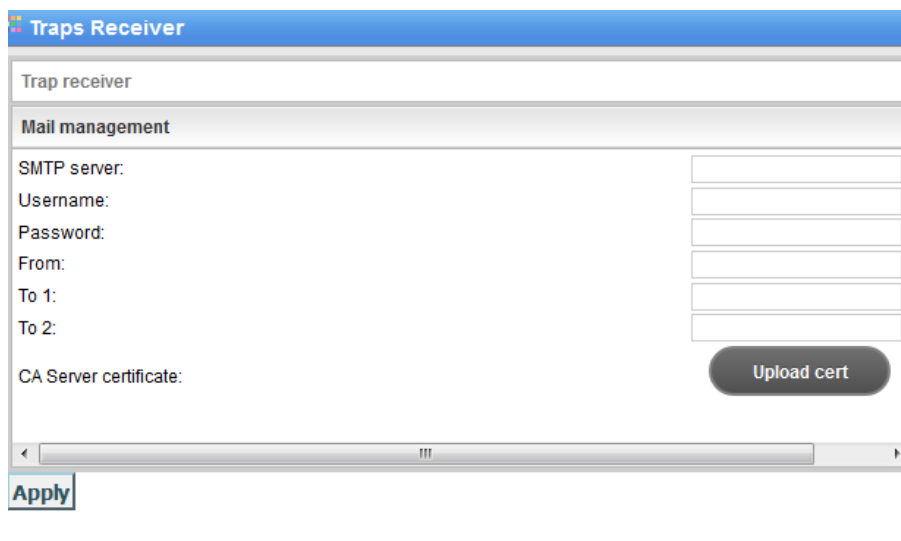 Traps Receiver
Trap receiver
Mail management
SMTP server:
Username:
Password:
From:
To 1:
To 2:
CA Server certificate:
Upload cert
Apply